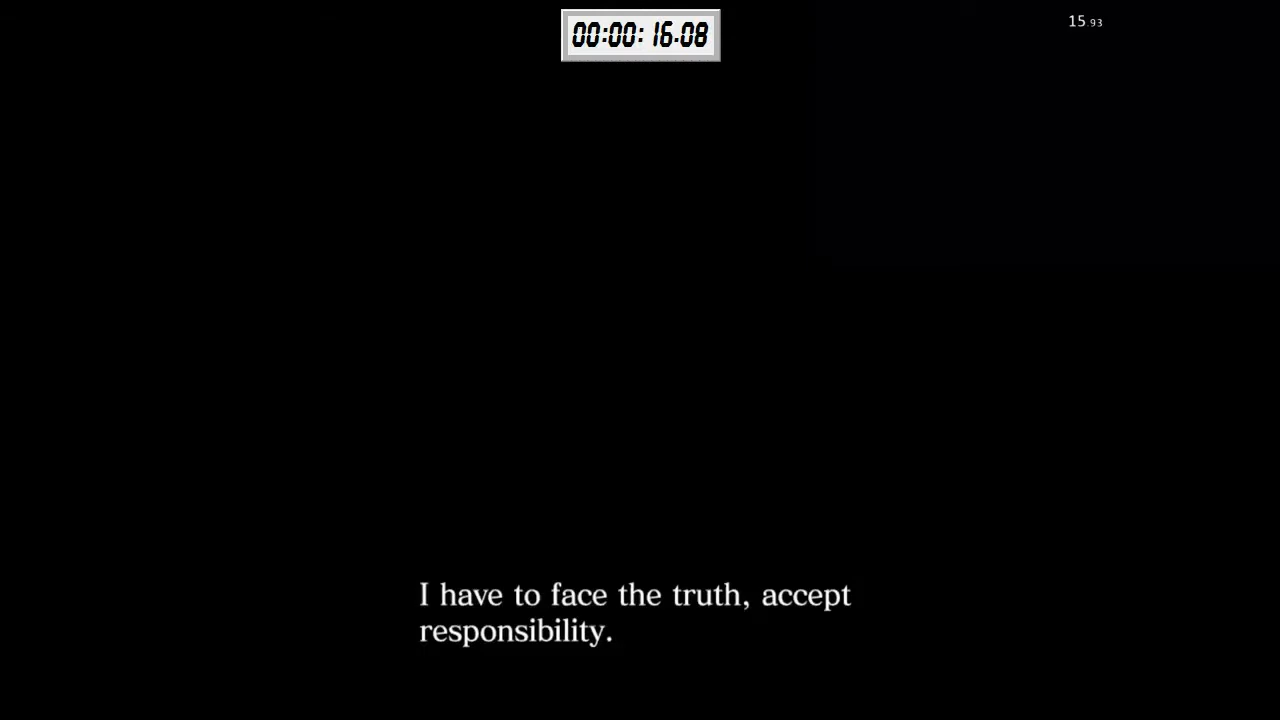 00:00:16.08
15.93
I have to face the truth, accept
responsibility.